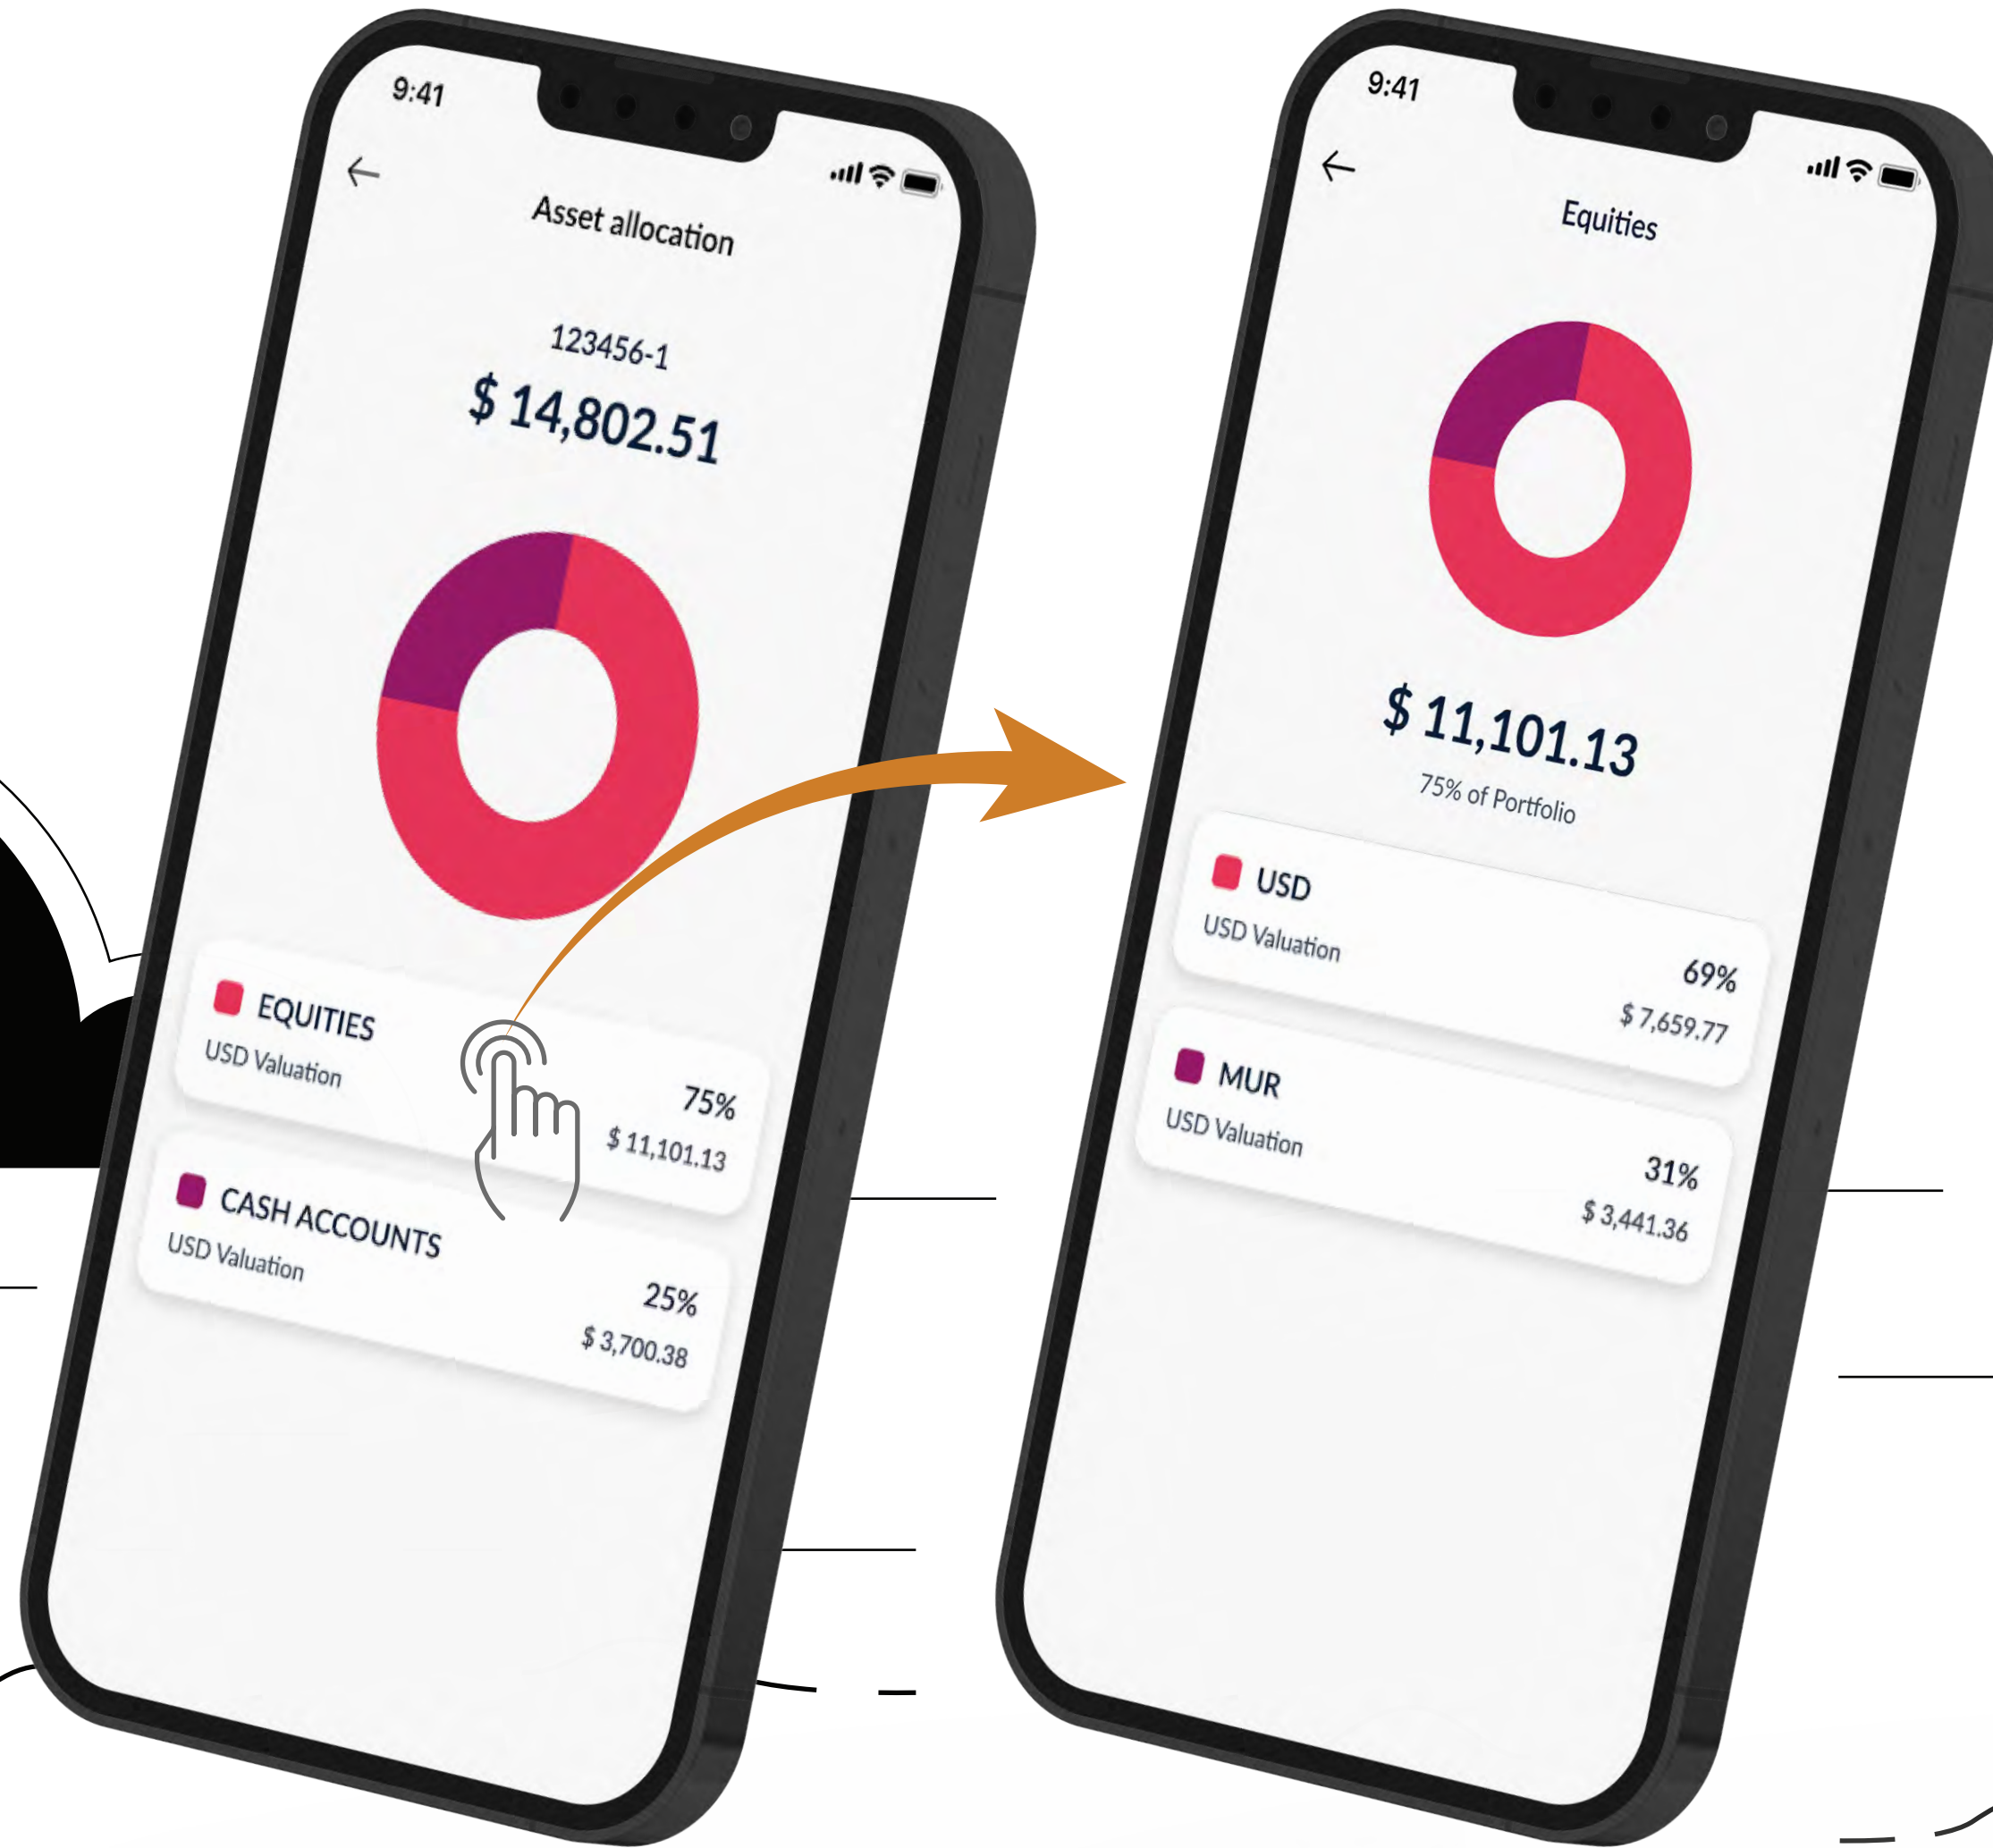 9:41
Asset allocation
123456-1
$ 14,802.51
EQUITIES
USD Valuation
75%
$ 11,101.13
CASH ACCOUNTS
USD Valuation
25%
$ 3,700.38
9:41
Equities
$ 11,101.13
75% of Portfolio
USD
USD Valuation
69%
$ 7,659.77
MUR
USD Valuation
31%
$ 3,441.36